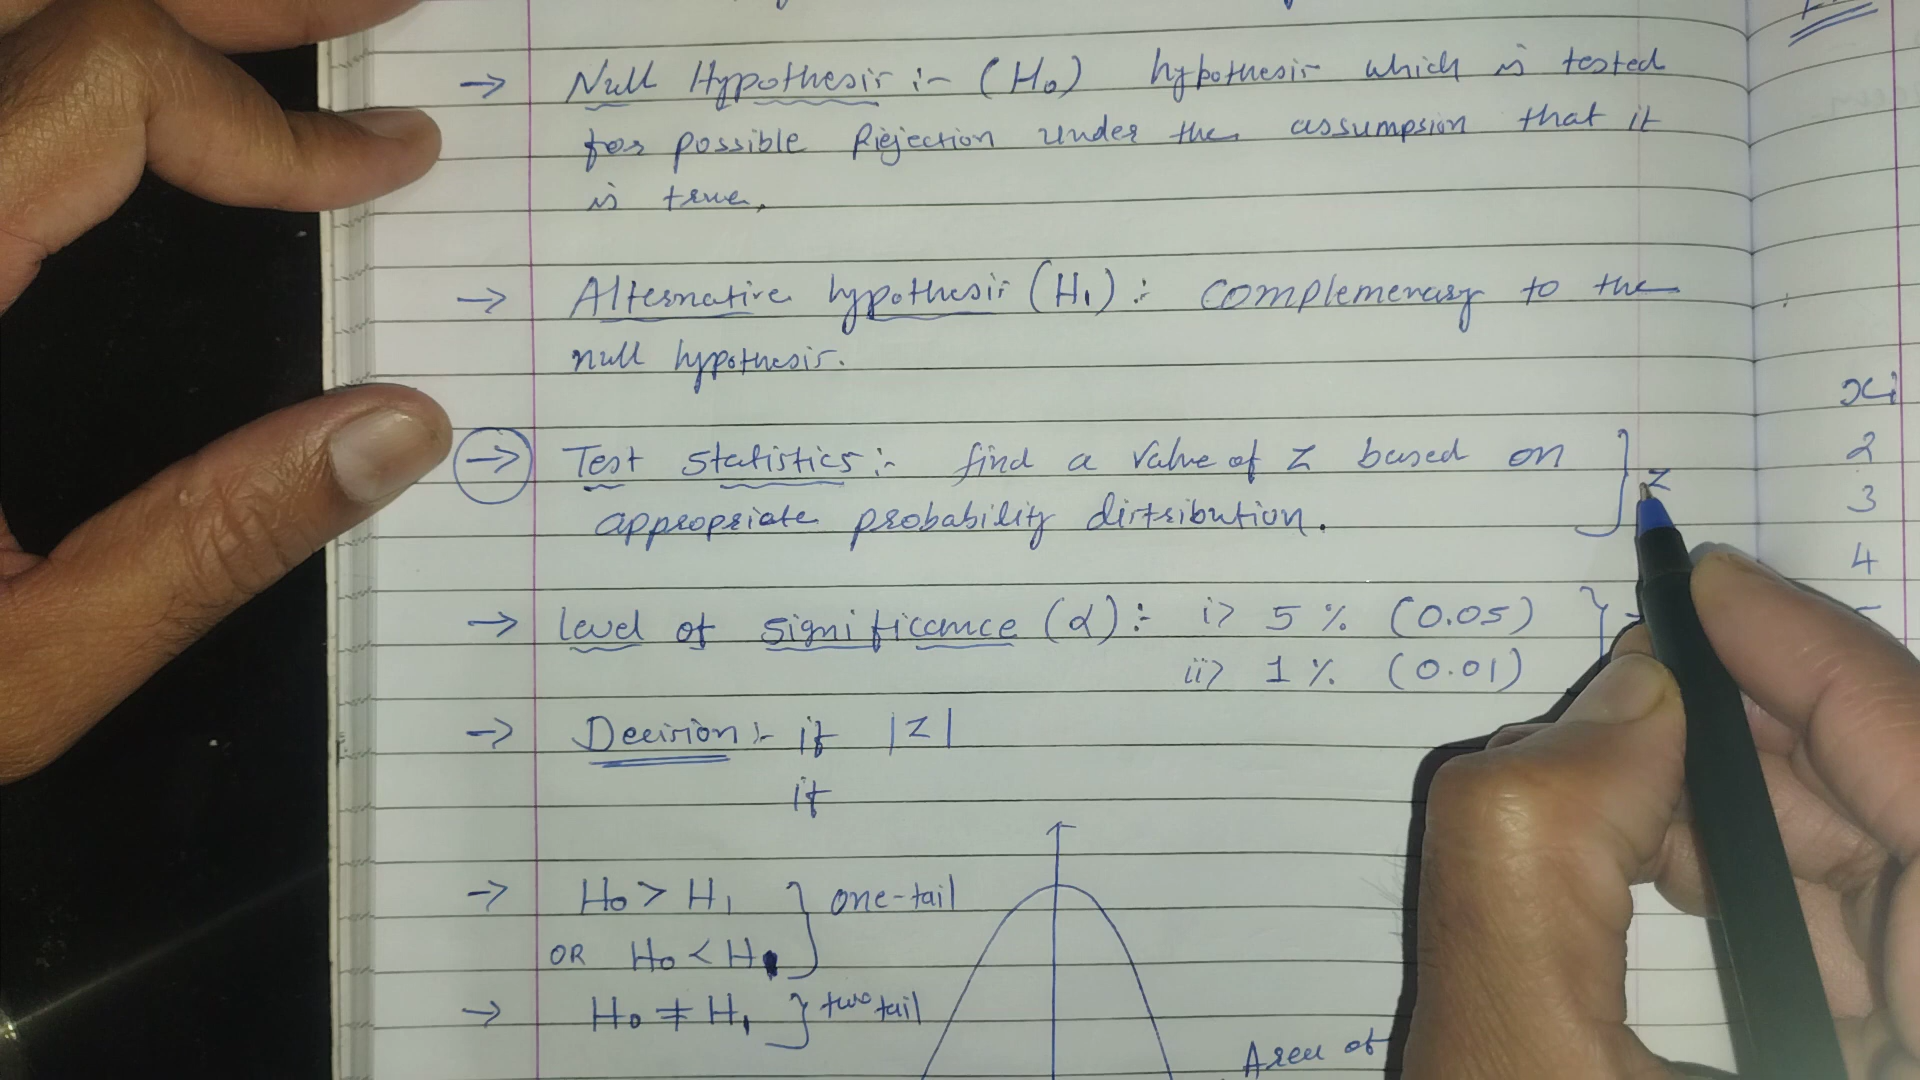 → Null Hypothesis :- (H₀) hypothesis which is tested
for possible Rejection under the assumpsion that it
is true.
→ Alternative hypothesis (H₁) :- complemenary to the
null hypothesis.
→ Test Statistics :- find a value of Z based on
appropriate probability distribution. } Z
→ level of significance (α) :- i> 5 % (0.05)
ii> 1 % (0.01) }
→ Decision :- if |Z|
if
→ H₀ > H₁ } one-tail
OR H₀ < H
→ H₀ ≠ H₁ } two tail
Area of
xi
2
3
4